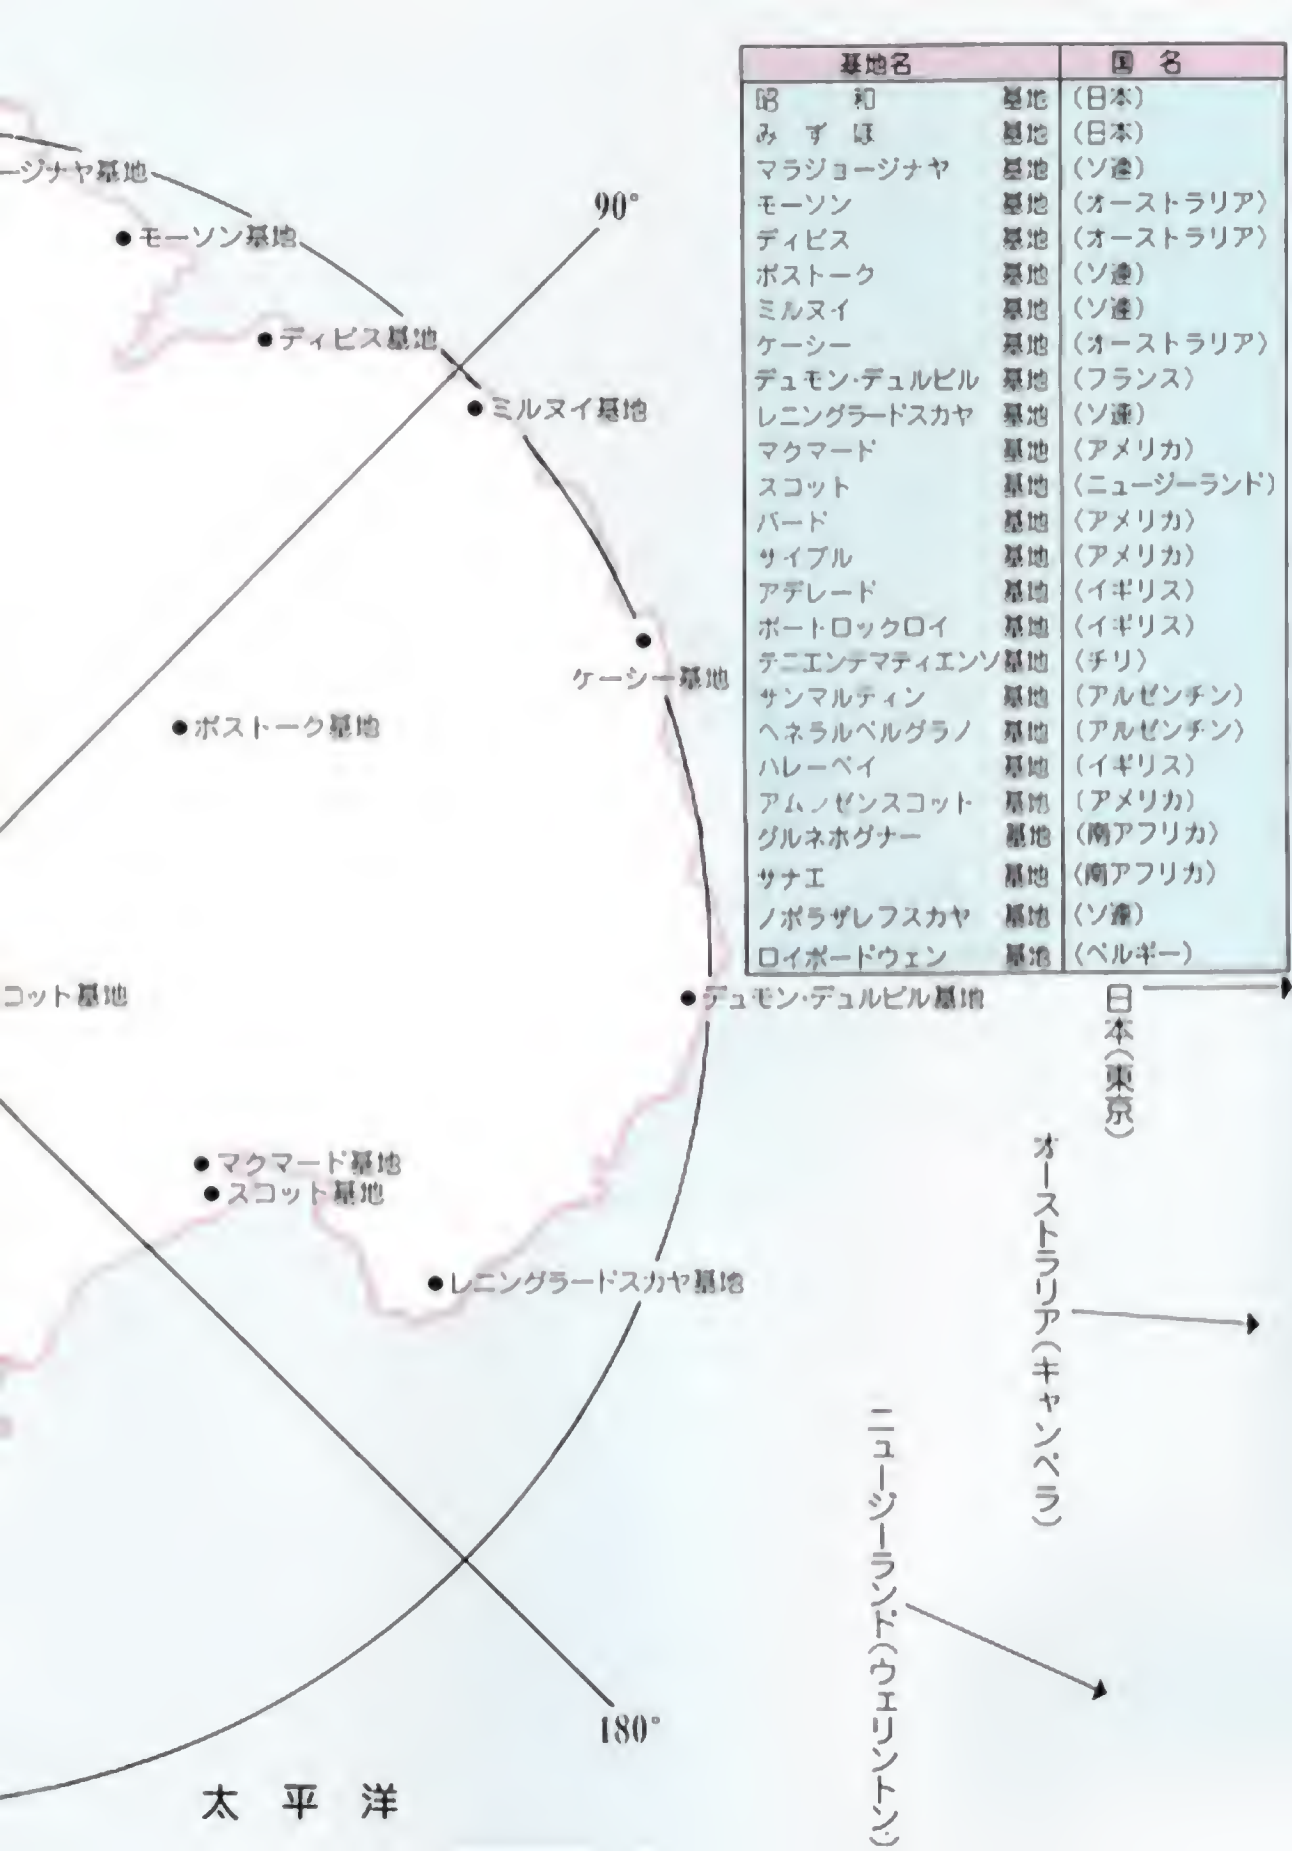 基地名 国名
昭和基地 (日本)
みずほ基地 (日本)
マラジョージナヤ基地 (ソ連)
モーソン基地 (オーストラリア)
ディビス基地 (オーストラリア)
ボストーク基地 (ソ連)
ミルヌイ基地 (ソ連)
ケーシー基地 (オーストラリア)
デュモン・デュルビル基地 (フランス)
レニングラードスカヤ基地 (ソ連)
マクマード基地 (アメリカ)
スコット基地 (ニュージーランド)
バード基地 (アメリカ)
サイプル基地 (アメリカ)
アデレード基地 (イギリス)
ポートロックロイ基地 (イギリス)
テニエンテマティエンソ基地 (チリ)
サンマルティン基地 (アルゼンチン)
ヘネラルベルグラノ基地 (アルゼンチン)
ハレーベイ基地 (イギリス)
アムノゼンスコット基地 (アメリカ)
グルネホグナー基地 (南アフリカ)
サナエ基地 (南アフリカ)
ノボラザレフスカヤ基地 (ソ連)
ロイボードウェン基地 (ベルギー)
ージナヤ基地
モーソン基地
90°
ディビス基地
ミルヌイ基地
ケーシー基地
ボストーク基地
コット基地
デュモン・デュルビル基地
日本(東京)
マクマード基地
スコット基地
レニングラードスカヤ基地
オーストラリア(キャンベラ)
ニュージーランド(ウェリントン)
180°
太平洋